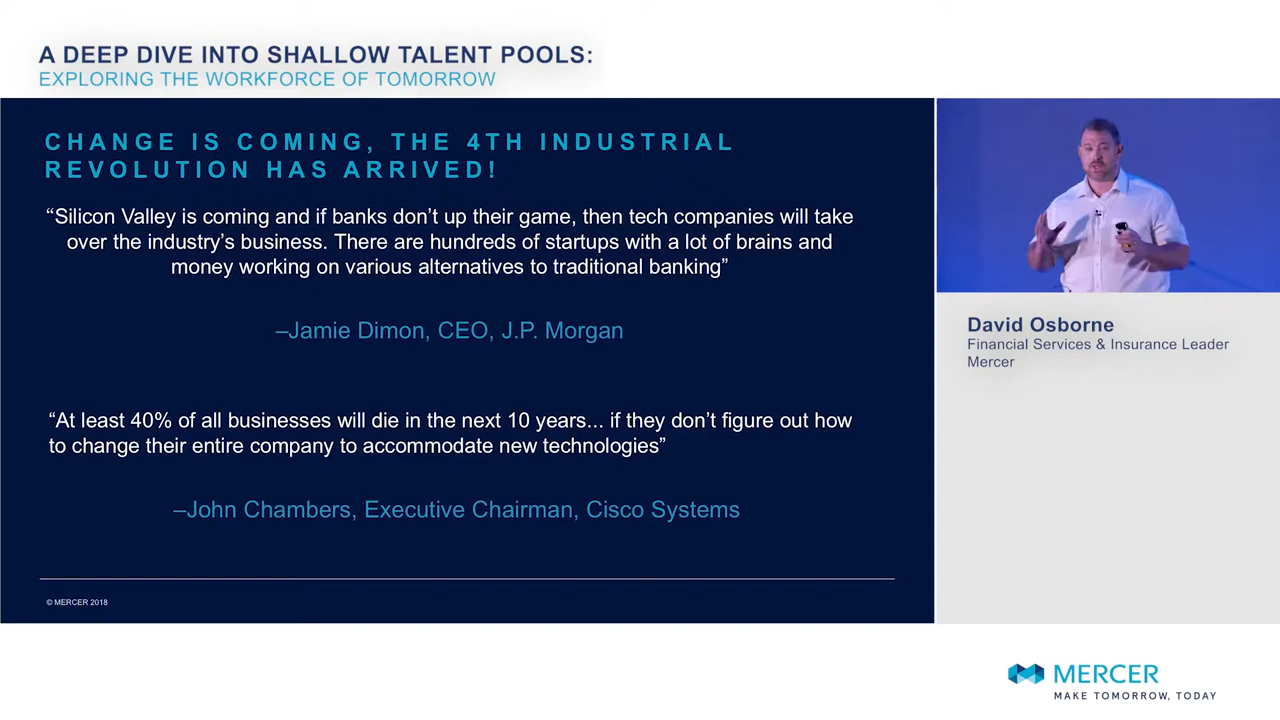 A DEEP DIVE INTO SHALLOW TALENT POOLS:
EXPLORING THE WORKFORCE OF TOMORROW
CHANGE IS COMING, THE 4TH INDUSTRIAL
REVOLUTION HAS ARRIVED!
“Silicon Valley is coming and if banks don’t up their game, then tech companies will take
over the industry’s business. There are hundreds of startups with a lot of brains and
money working on various alternatives to traditional banking”
–Jamie Dimon, CEO, J.P. Morgan
“At least 40% of all businesses will die in the next 10 years... if they don’t figure out how
to change their entire company to accommodate new technologies”
–John Chambers, Executive Chairman, Cisco Systems
© MERCER 2018
David Osborne
Financial Services & Insurance Leader
Mercer
MERCER
MAKE TOMORROW, TODAY